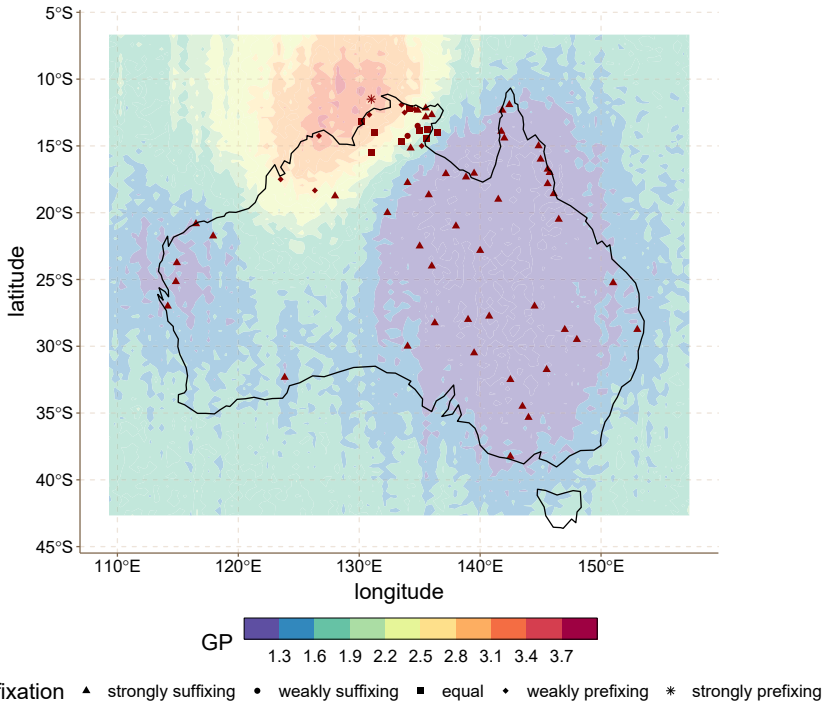 5°S
10°S
15°S
20°S
25°S
30°S
35°S
40°S
45°S
latitude
110°E 120°E 130°E 140°E 150°E
longitude
GP
1.3 1.6 1.9 2.2 2.5 2.8 3.1 3.4 3.7
fixation strongly suffixing weakly suffixing equal weakly prefixing strongly prefixing